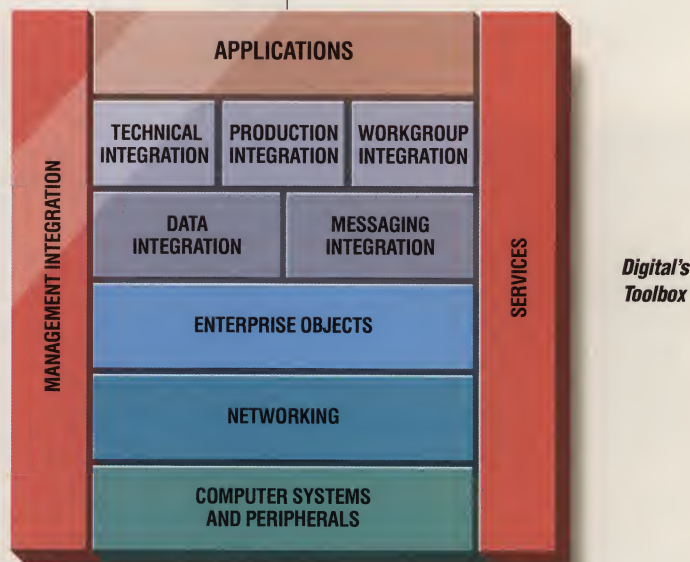 APPLICATIONS
TECHNICAL
INTEGRATION
PRODUCTION
INTEGRATION
WORKGROUP
INTEGRATION
DATA
INTEGRATION
MESSAGING
INTEGRATION
ENTERPRISE OBJECTS
NETWORKING
COMPUTER SYSTEMS
AND PERIPHERALS
MANAGEMENT INTEGRATION
SERVICES
Digital's
Toolbox